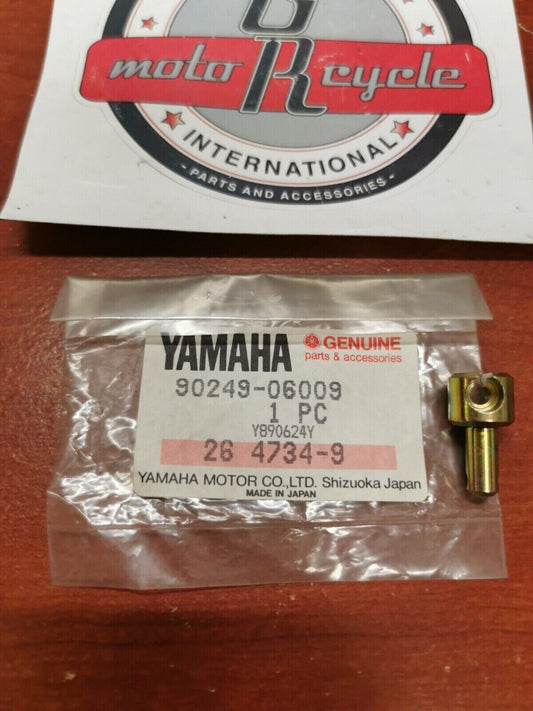 GR
moto R cycle
INTERNATIONAL
- PARTS AND ACCESSORIES -
YAMAHA GENUINE
parts & accessories
90249-06009
1 PC
YB90624Y
26 4734-9
YAMAHA MOTOR CO.,LTD. Shizuoka Japan
MADE IN JAPAN